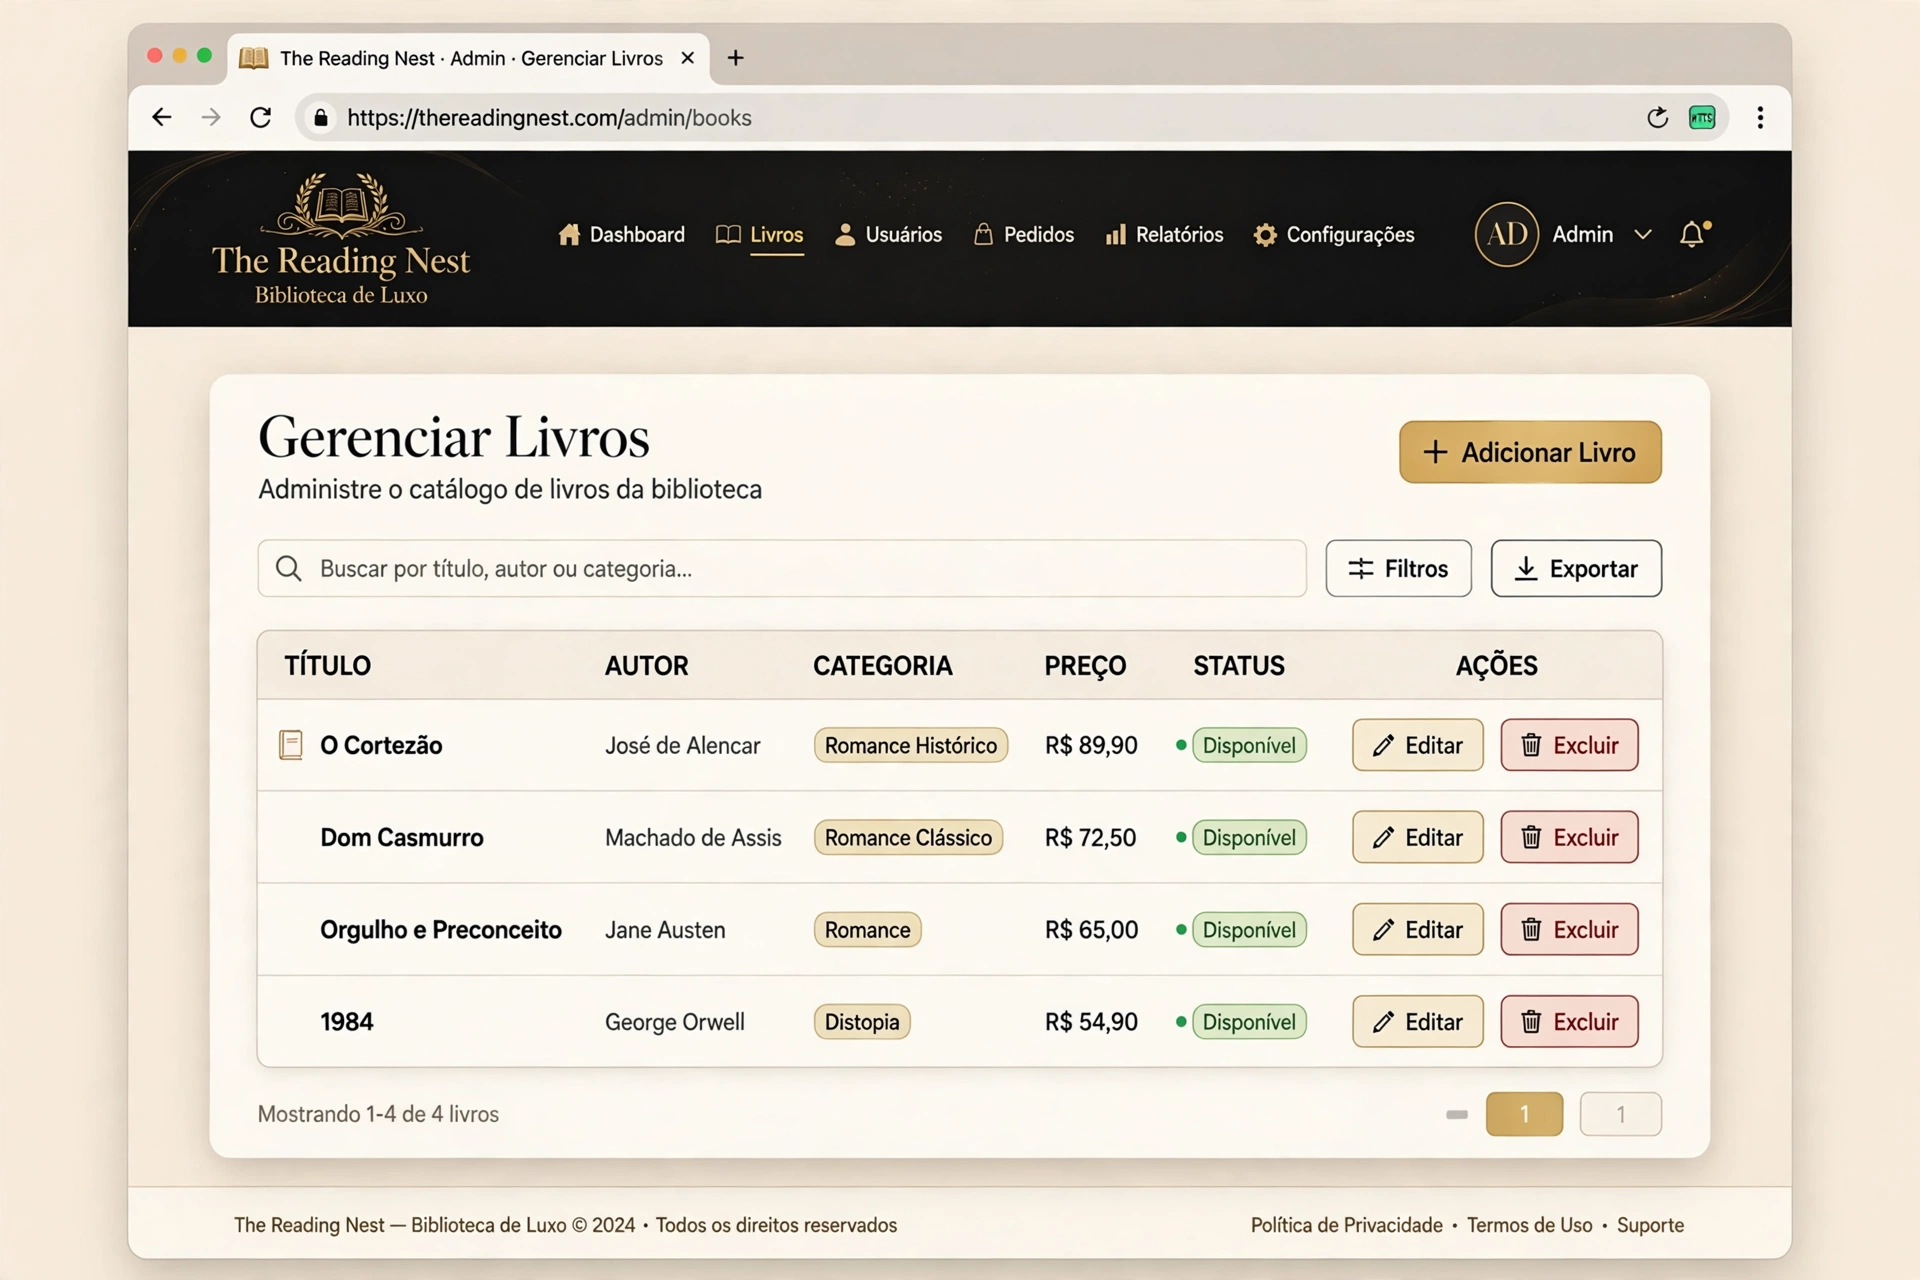 The Reading Nest · Admin · Gerenciar Livros
https://thereadingnest.com/admin/books
The Reading Nest
Biblioteca de Luxo
Dashboard
Livros
Usuários
Pedidos
Relatórios
Configurações
AD
Admin
Gerenciar Livros
Administre o catálogo de livros da biblioteca
+ Adicionar Livro
Buscar por título, autor ou categoria...
Filtros
Exportar
TÍTULO AUTOR CATEGORIA PREÇO STATUS AÇÕES
O Cortezão José de Alencar Romance Histórico R$ 89,90 Disponível Editar Excluir
Dom Casmurro Machado de Assis Romance Clássico R$ 72,50 Disponível Editar Excluir
Orgulho e Preconceito Jane Austen Romance R$ 65,00 Disponível Editar Excluir
1984 George Orwell Distopia R$ 54,90 Disponível Editar Excluir
Mostrando 1-4 de 4 livros
1
1
The Reading Nest — Biblioteca de Luxo © 2024 • Todos os direitos reservados
Política de Privacidade • Termos de Uso • Suporte